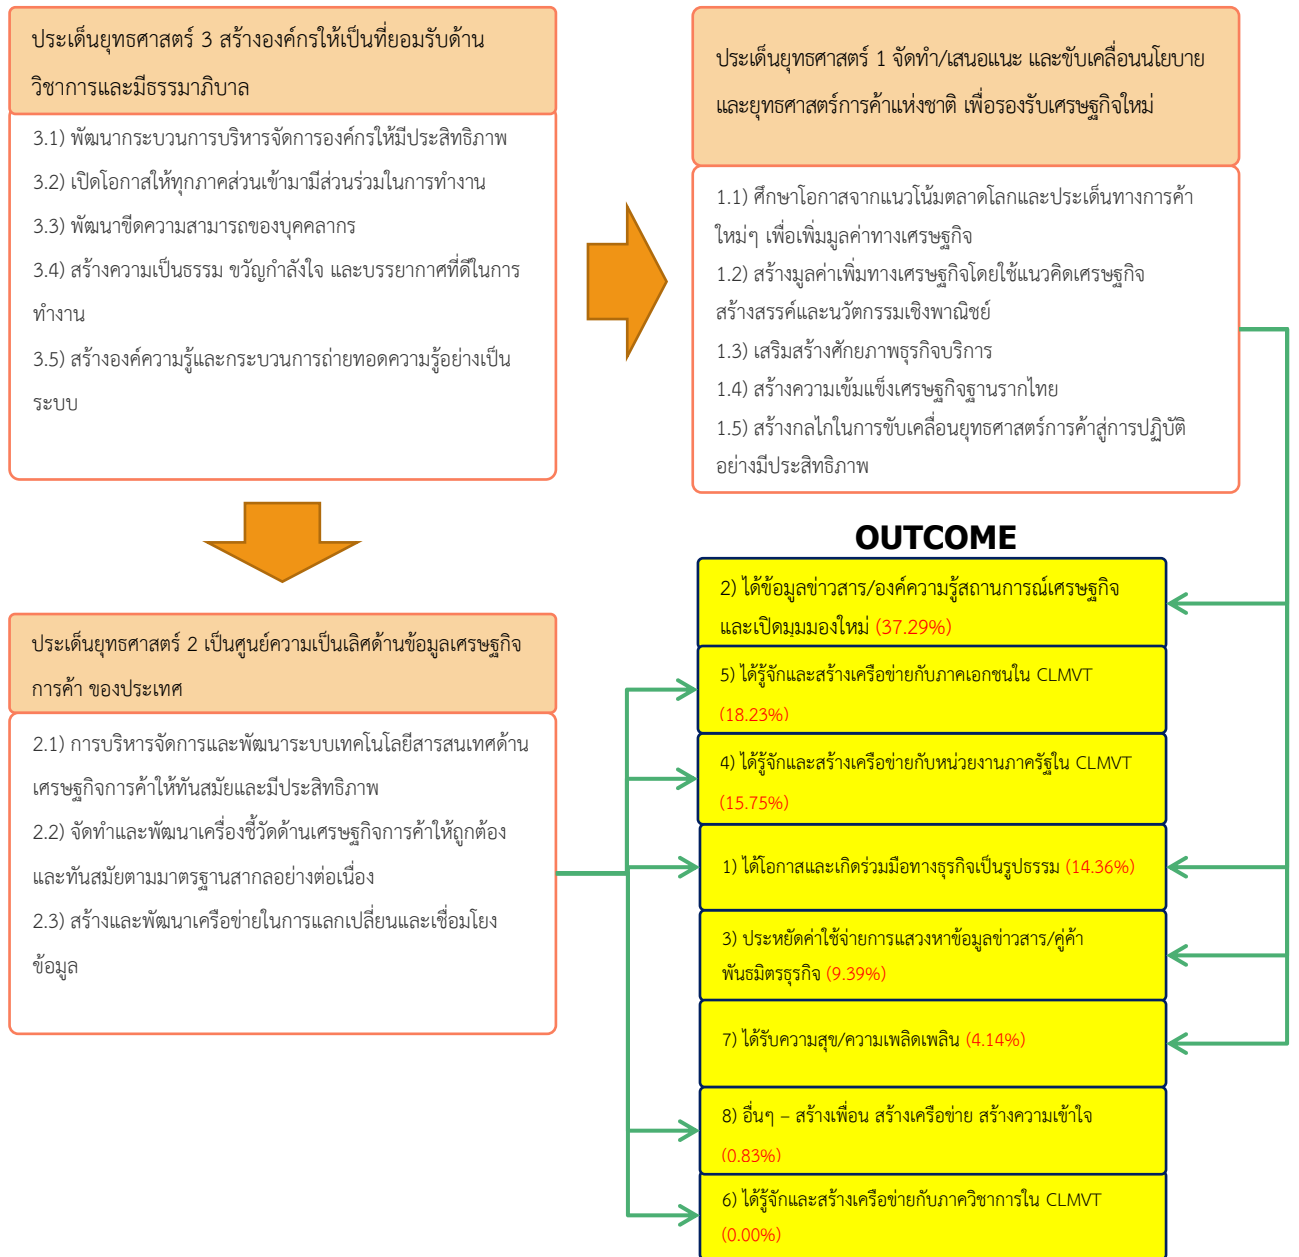 ประเด็นยุทธศาสตร์ 3 สร้างองค์กรให้เป็นที่ยอมรับด้าน
วิชาการและมีธรรมาภิบาล
3.1) พัฒนากระบวนการบริหารจัดการองค์กรให้มีประสิทธิภาพ
3.2) เปิดโอกาสให้ทุกภาคส่วนเข้ามามีส่วนร่วมในการทำงาน
3.3) พัฒนาขีดความสามารถของบุคคลากร
3.4) สร้างความเป็นธรรม ขวัญกำลังใจ และบรรยากาศที่ดีในการ
ทำงาน
3.5) สร้างองค์ความรู้และกระบวนการถ่ายทอดความรู้อย่างเป็น
ระบบ
ประเด็นยุทธศาสตร์ 1 จัดทำ/เสนอแนะ และขับเคลื่อนนโยบาย
และยุทธศาสตร์การค้าแห่งชาติ เพื่อรองรับเศรษฐกิจใหม่
1.1) ศึกษาโอกาสจากแนวโน้มตลาดโลกและประเด็นทางการค้า
ใหม่ๆ เพื่อเพิ่มมูลค่าทางเศรษฐกิจ
1.2) สร้างมูลค่าเพิ่มทางเศรษฐกิจโดยใช้แนวคิดเศรษฐกิจ
สร้างสรรค์และนวัตกรรมเชิงพาณิชย์
1.3) เสริมสร้างศักยภาพธุรกิจบริการ
1.4) สร้างความเข้มแข็งเศรษฐกิจฐานรากไทย
1.5) สร้างกลไกในการขับเคลื่อนยุทธศาสตร์การค้าสู่การปฏิบัติ
อย่างมีประสิทธิภาพ
ประเด็นยุทธศาสตร์ 2 เป็นศูนย์ความเป็นเลิศด้านข้อมูลเศรษฐกิจ
การค้า ของประเทศ
2.1) การบริหารจัดการและพัฒนาระบบเทคโนโลยีสารสนเทศด้าน
เศรษฐกิจการค้าให้ทันสมัยและมีประสิทธิภาพ
2.2) จัดทำและพัฒนาเครื่องชี้วัดด้านเศรษฐกิจการค้าให้ถูกต้อง
และทันสมัยตามมาตรฐานสากลอย่างต่อเนื่อง
2.3) สร้างและพัฒนาเครือข่ายในการแลกเปลี่ยนและเชื่อมโยง
ข้อมูล
OUTCOME
2) ได้ข้อมูลข่าวสาร/องค์ความรู้สถานการณ์เศรษฐกิจ
และเปิดมุมมองใหม่ (37.29%)
5) ได้รู้จักและสร้างเครือข่ายกับภาคเอกชนใน CLMVT
(18.23%)
4) ได้รู้จักและสร้างเครือข่ายกับหน่วยงานภาครัฐใน CLMVT
(15.75%)
1) ได้โอกาสและเกิดร่วมมือทางธุรกิจเป็นรูปธรรม (14.36%)
3) ประหยัดค่าใช้จ่ายการแสวงหาข้อมูลข่าวสาร/คู่ค้า
พันธมิตรธุรกิจ (9.39%)
7) ได้รับความสุข/ความเพลิดเพลิน (4.14%)
8) อื่นๆ – สร้างเพื่อน สร้างเครือข่าย สร้างความเข้าใจ
(0.83%)
6) ได้รู้จักและสร้างเครือข่ายกับภาควิชาการใน CLMVT
(0.00%)